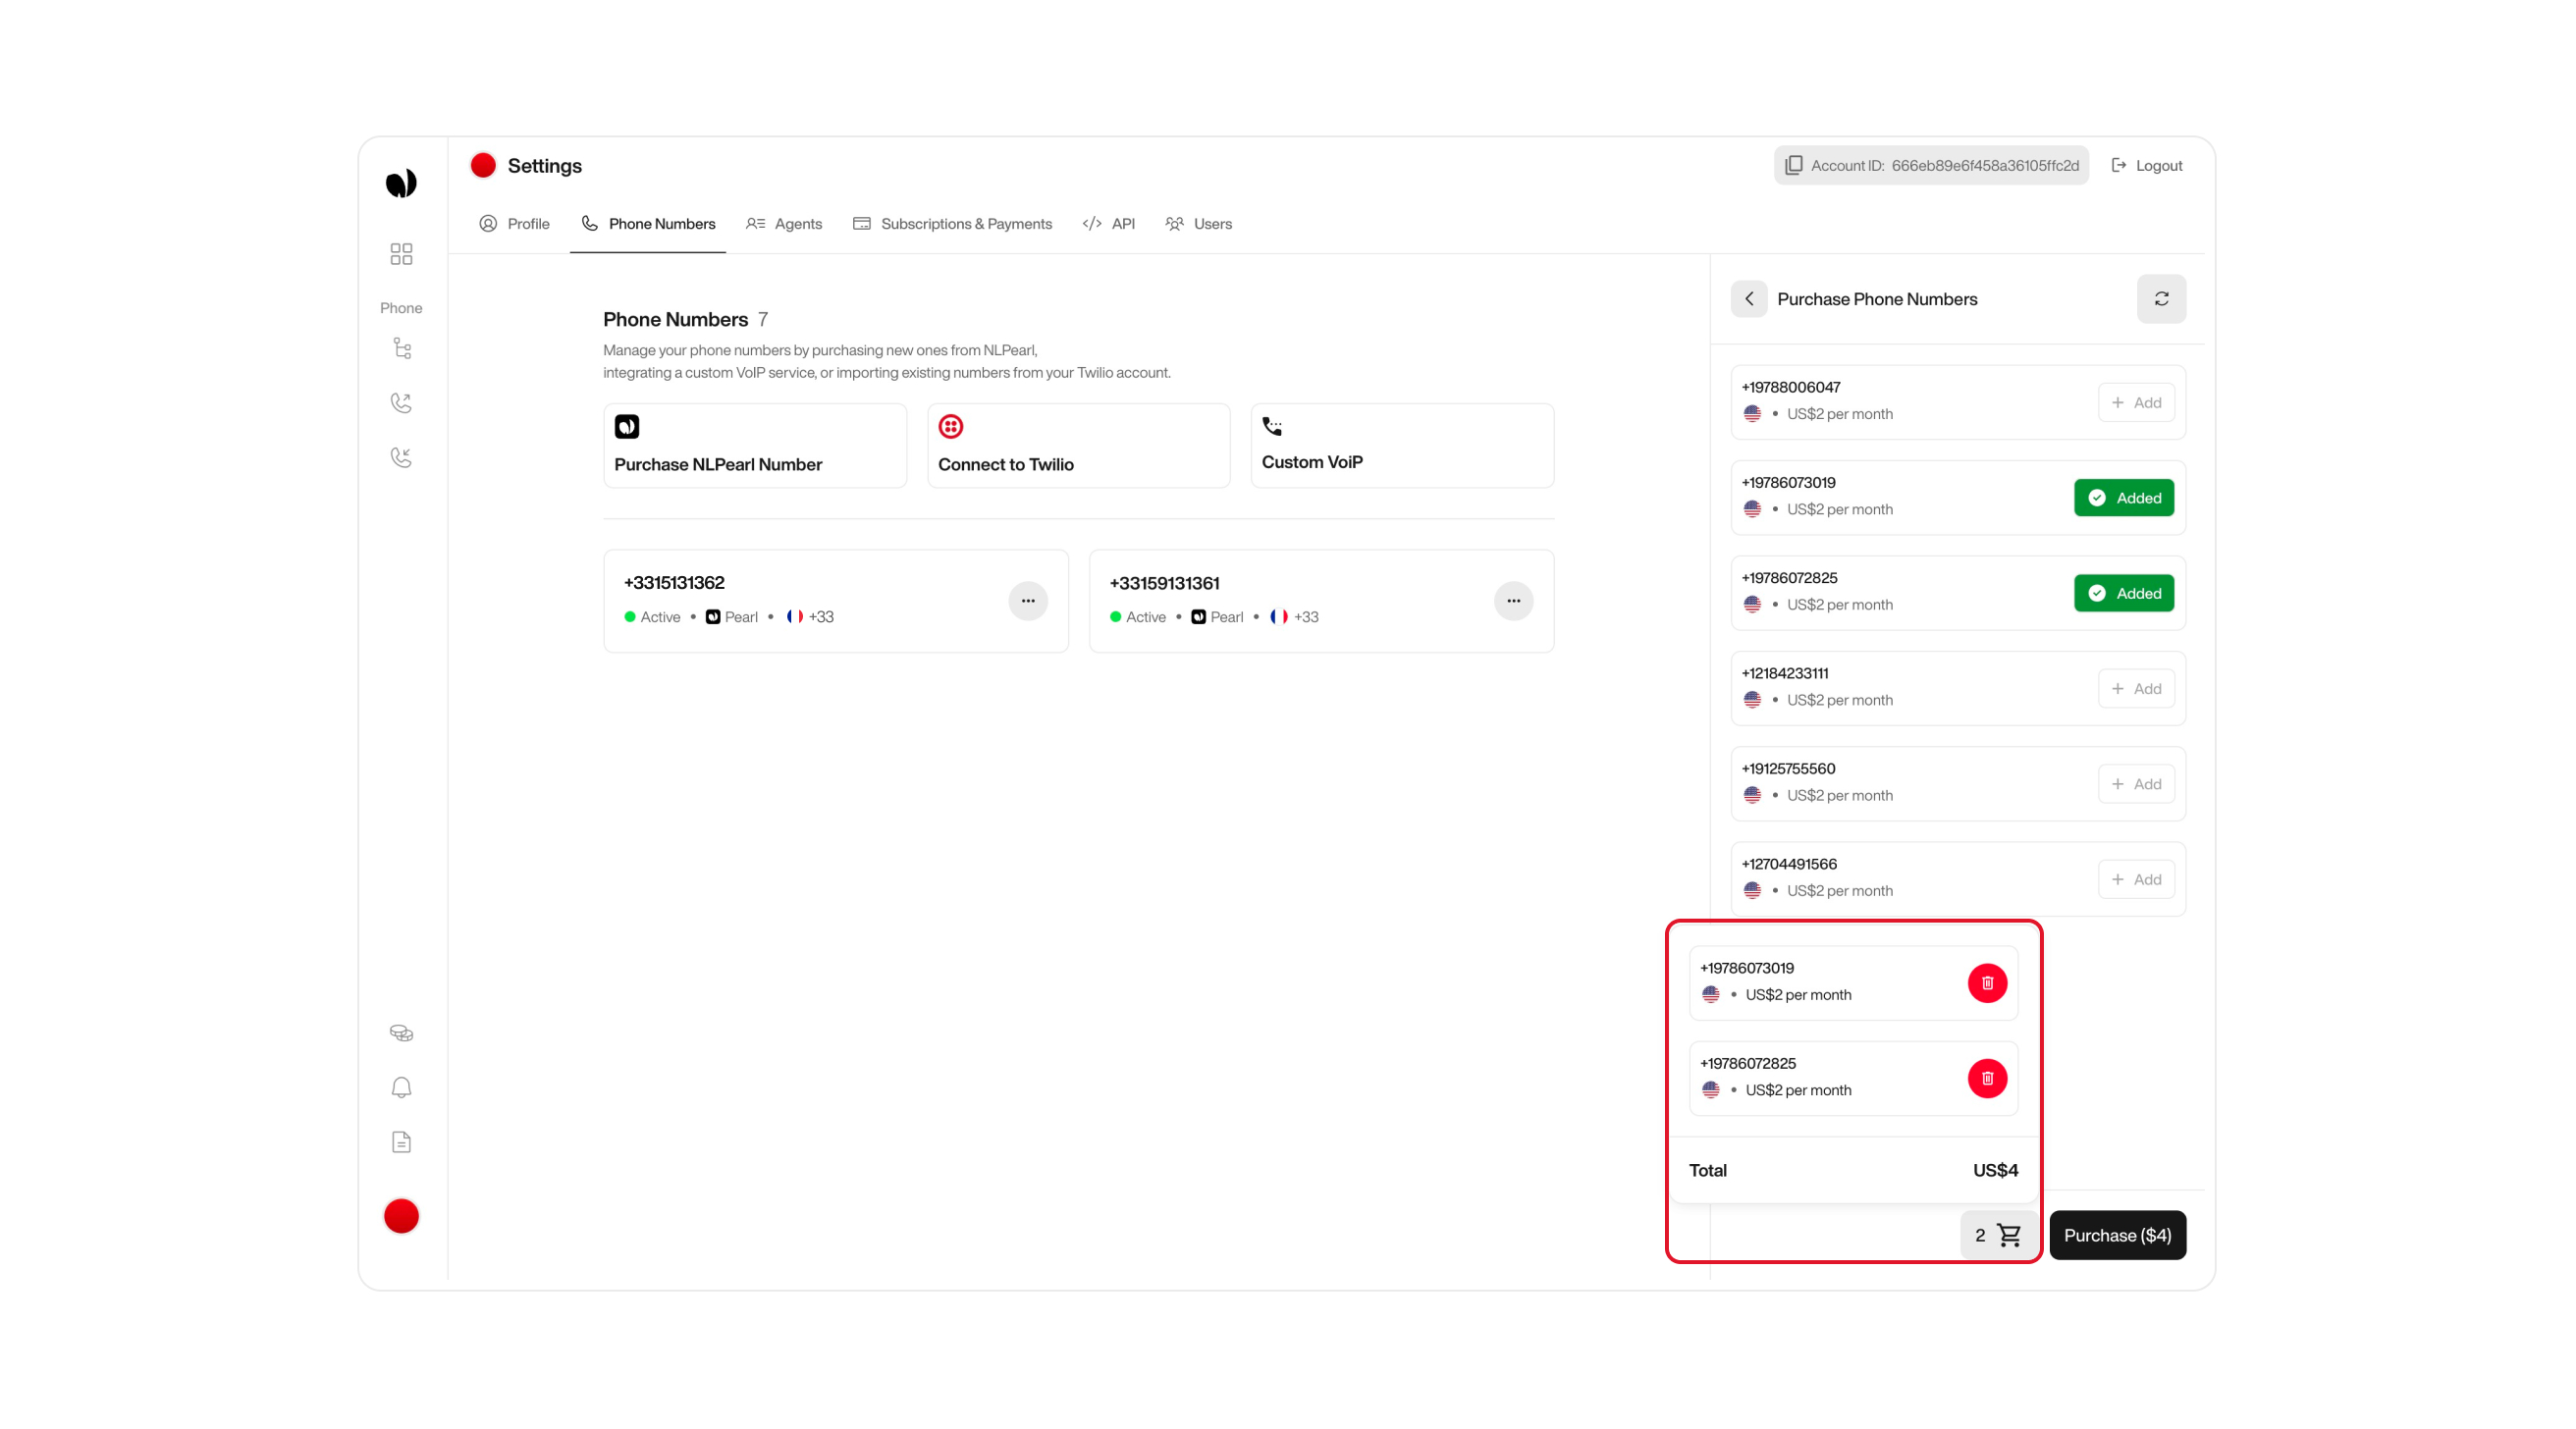 Settings
Account ID: 666eb89e6f458a36105ffc2d
Logout
Profile
Phone Numbers
Agents
Subscriptions & Payments
API
Users
Phone
Phone Numbers 7
Manage your phone numbers by purchasing new ones from NLPearl,
integrating a custom VoIP service, or importing existing numbers from your Twilio account.
Purchase NLPearl Number
Connect to Twilio
Custom VoiP
+3315131362
Active • Pearl • +33
+33159131361
Active • Pearl • +33
Purchase Phone Numbers
+19788006047
• US$2 per month
+ Add
+19786073019
• US$2 per month
Added
+19786072825
• US$2 per month
Added
+12184233111
• US$2 per month
+ Add
+19125755560
• US$2 per month
+ Add
+12704491566
• US$2 per month
+ Add
+19786073019
• US$2 per month
+19786072825
• US$2 per month
Total US$4
2
Purchase ($4)